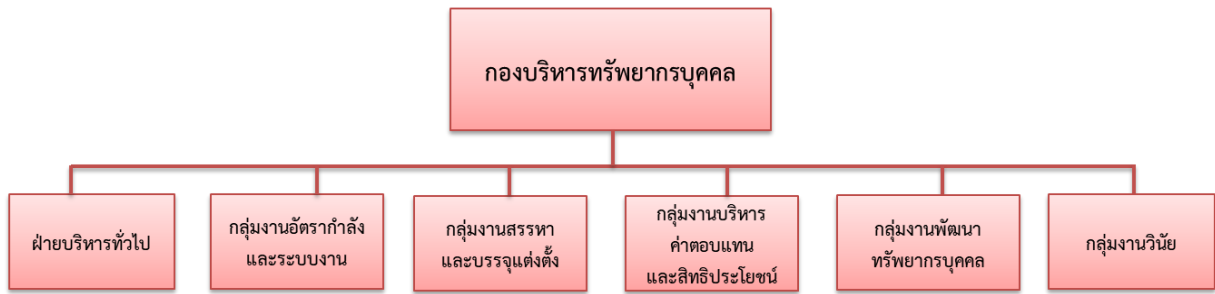 กองบริหารทรัพยากรบุคคล
ฝ่ายบริหารทั่วไป
กลุ่มงานอัตรากำลัง
และระบบงาน
กลุ่มงานสรรหา
และบรรจุแต่งตั้ง
กลุ่มงานบริหาร
ค่าตอบแทน
และสิทธิประโยชน์
กลุ่มงานพัฒนา
ทรัพยากรบุคคล
กลุ่มงานวินัย